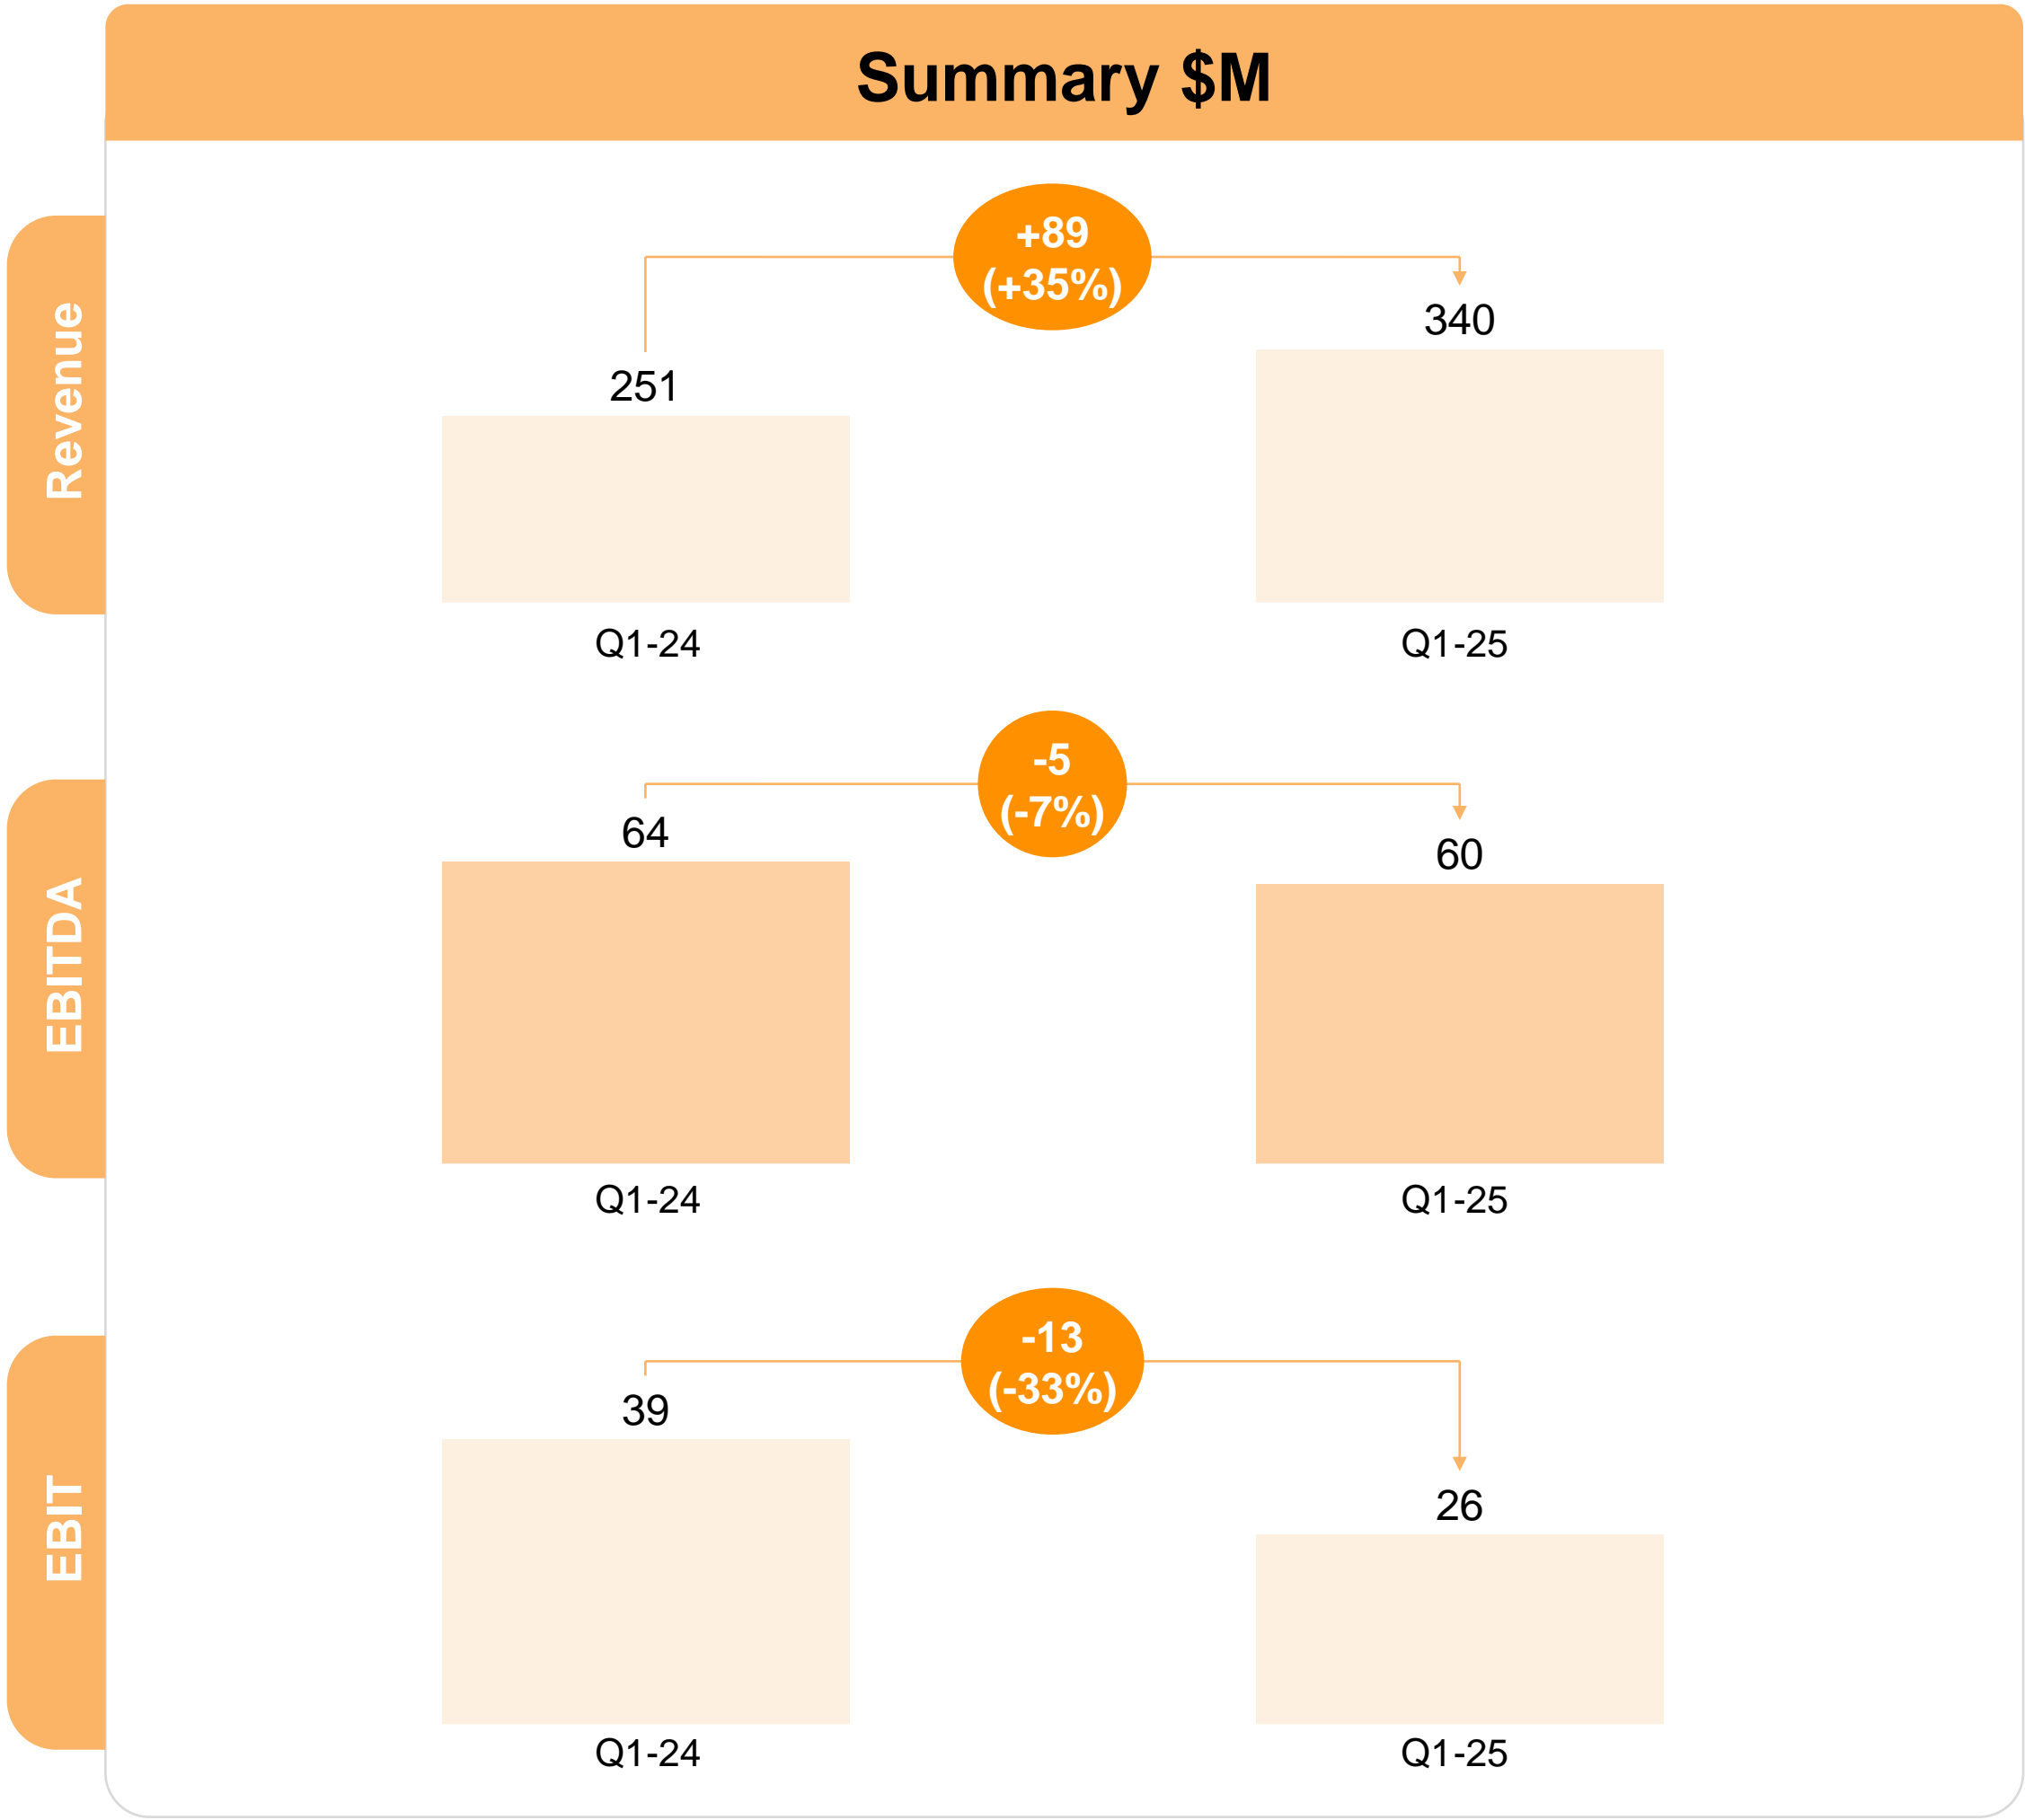 Summary $M
Revenue
+89
(+35%)
251
340
Q1-24
Q1-25
EBITDA
-5
(-7%)
64
60
Q1-24
Q1-25
EBIT
-13
(-33%)
39
26
Q1-24
Q1-25